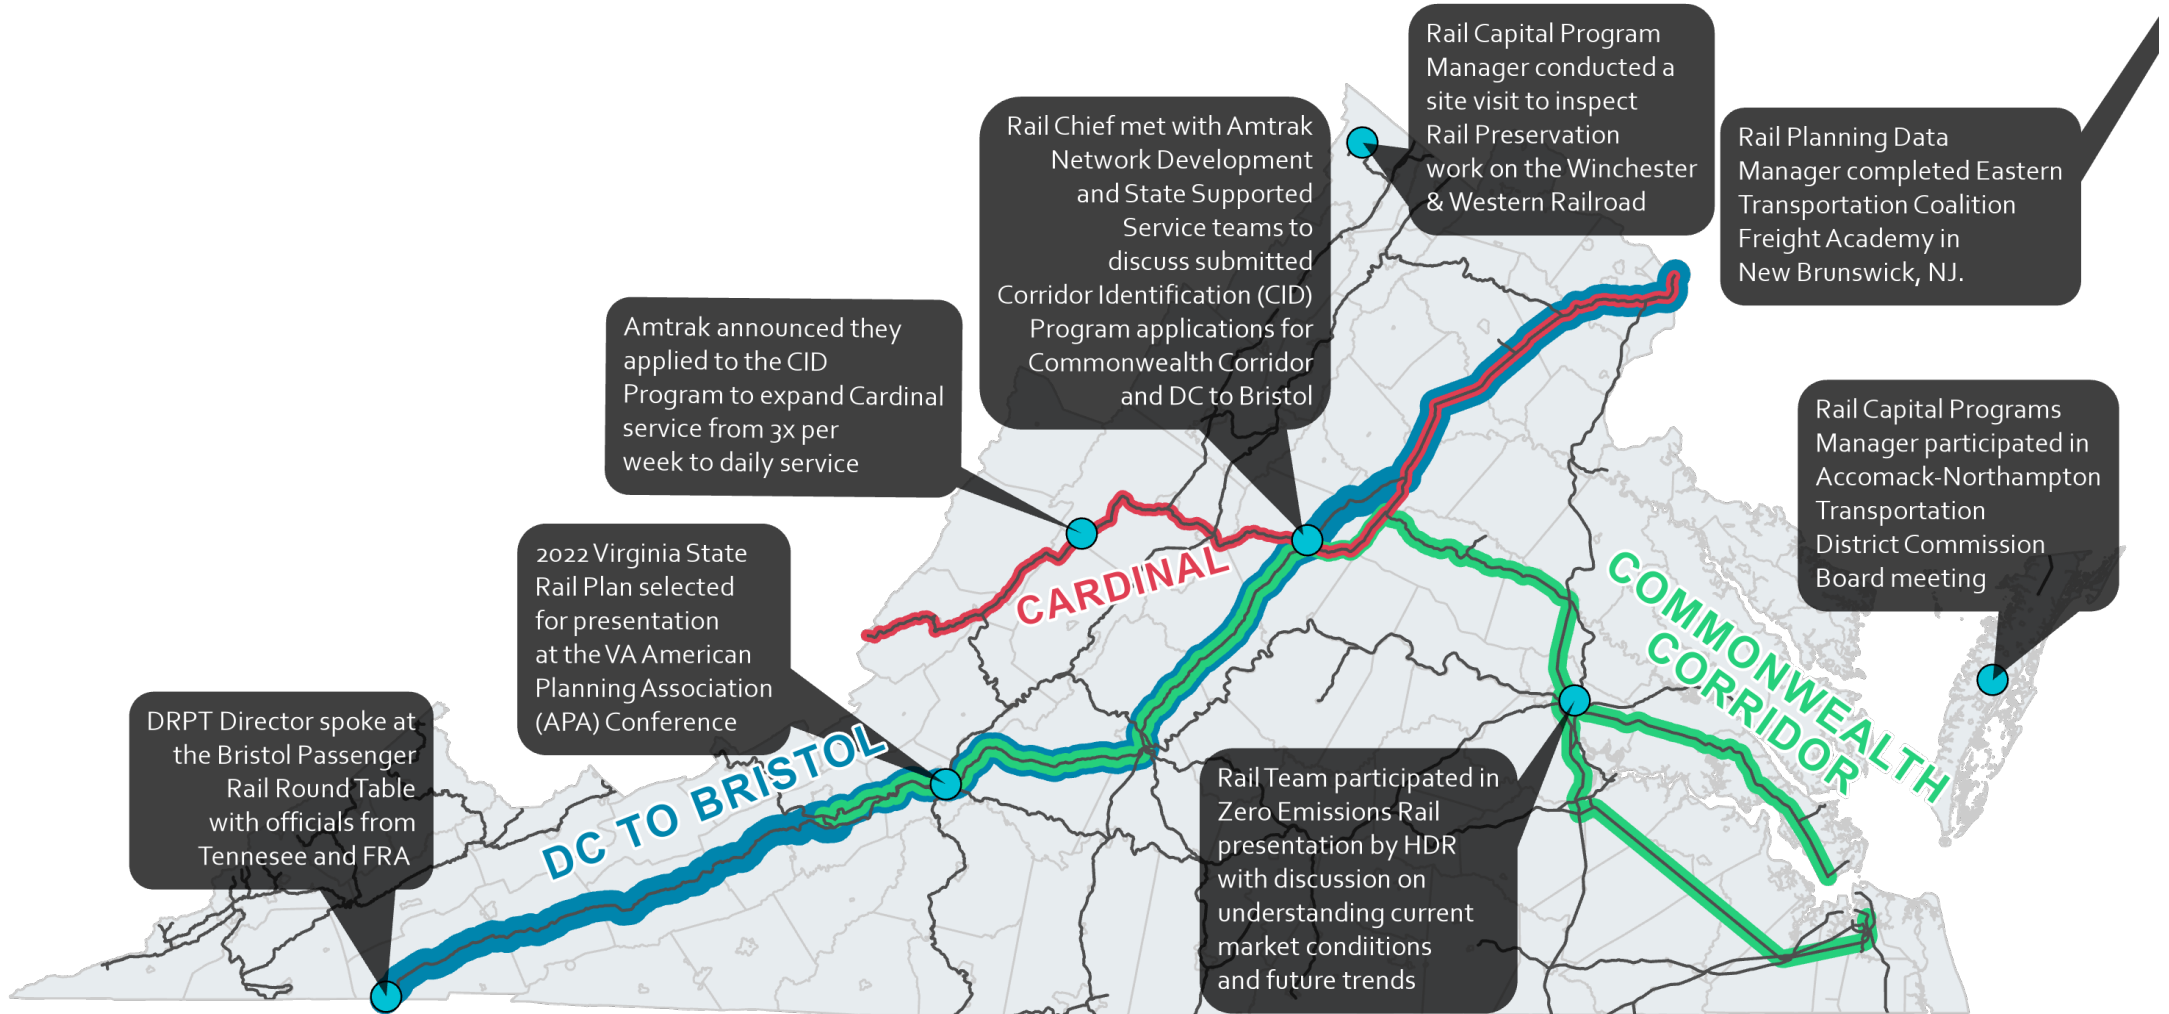 Rail Capital Program
Manager conducted a
site visit to inspect
Rail Preservation
work on the Winchester
& Western Railroad
Rail Chief met with Amtrak
Network Development
and State Supported
Service teams to
discuss submitted
Corridor Identification (CID)
Program applications for
Commonwealth Corridor
and DC to Bristol
Rail Planning Data
Manager completed Eastern
Transportation Coalition
Freight Academy in
New Brunswick, NJ.
Amtrak announced they
applied to the CID
Program to expand Cardinal
service from 3x per
week to daily service
Rail Capital Programs
Manager participated in
Accomack-Northampton
Transportation
District Commission
Board meeting
2022 Virginia State
Rail Plan selected
for presentation
at the VA American
Planning Association
(APA) Conference
CARDINAL
COMMONWEALTH
CORRIDOR
DRPT Director spoke at
the Bristol Passenger
Rail Round Table
with officials from
Tennesee and FRA
DC TO BRISTOL
Rail Team participated in
Zero Emissions Rail
presentation by HDR
with discussion on
understanding current
market condiitions
and future trends